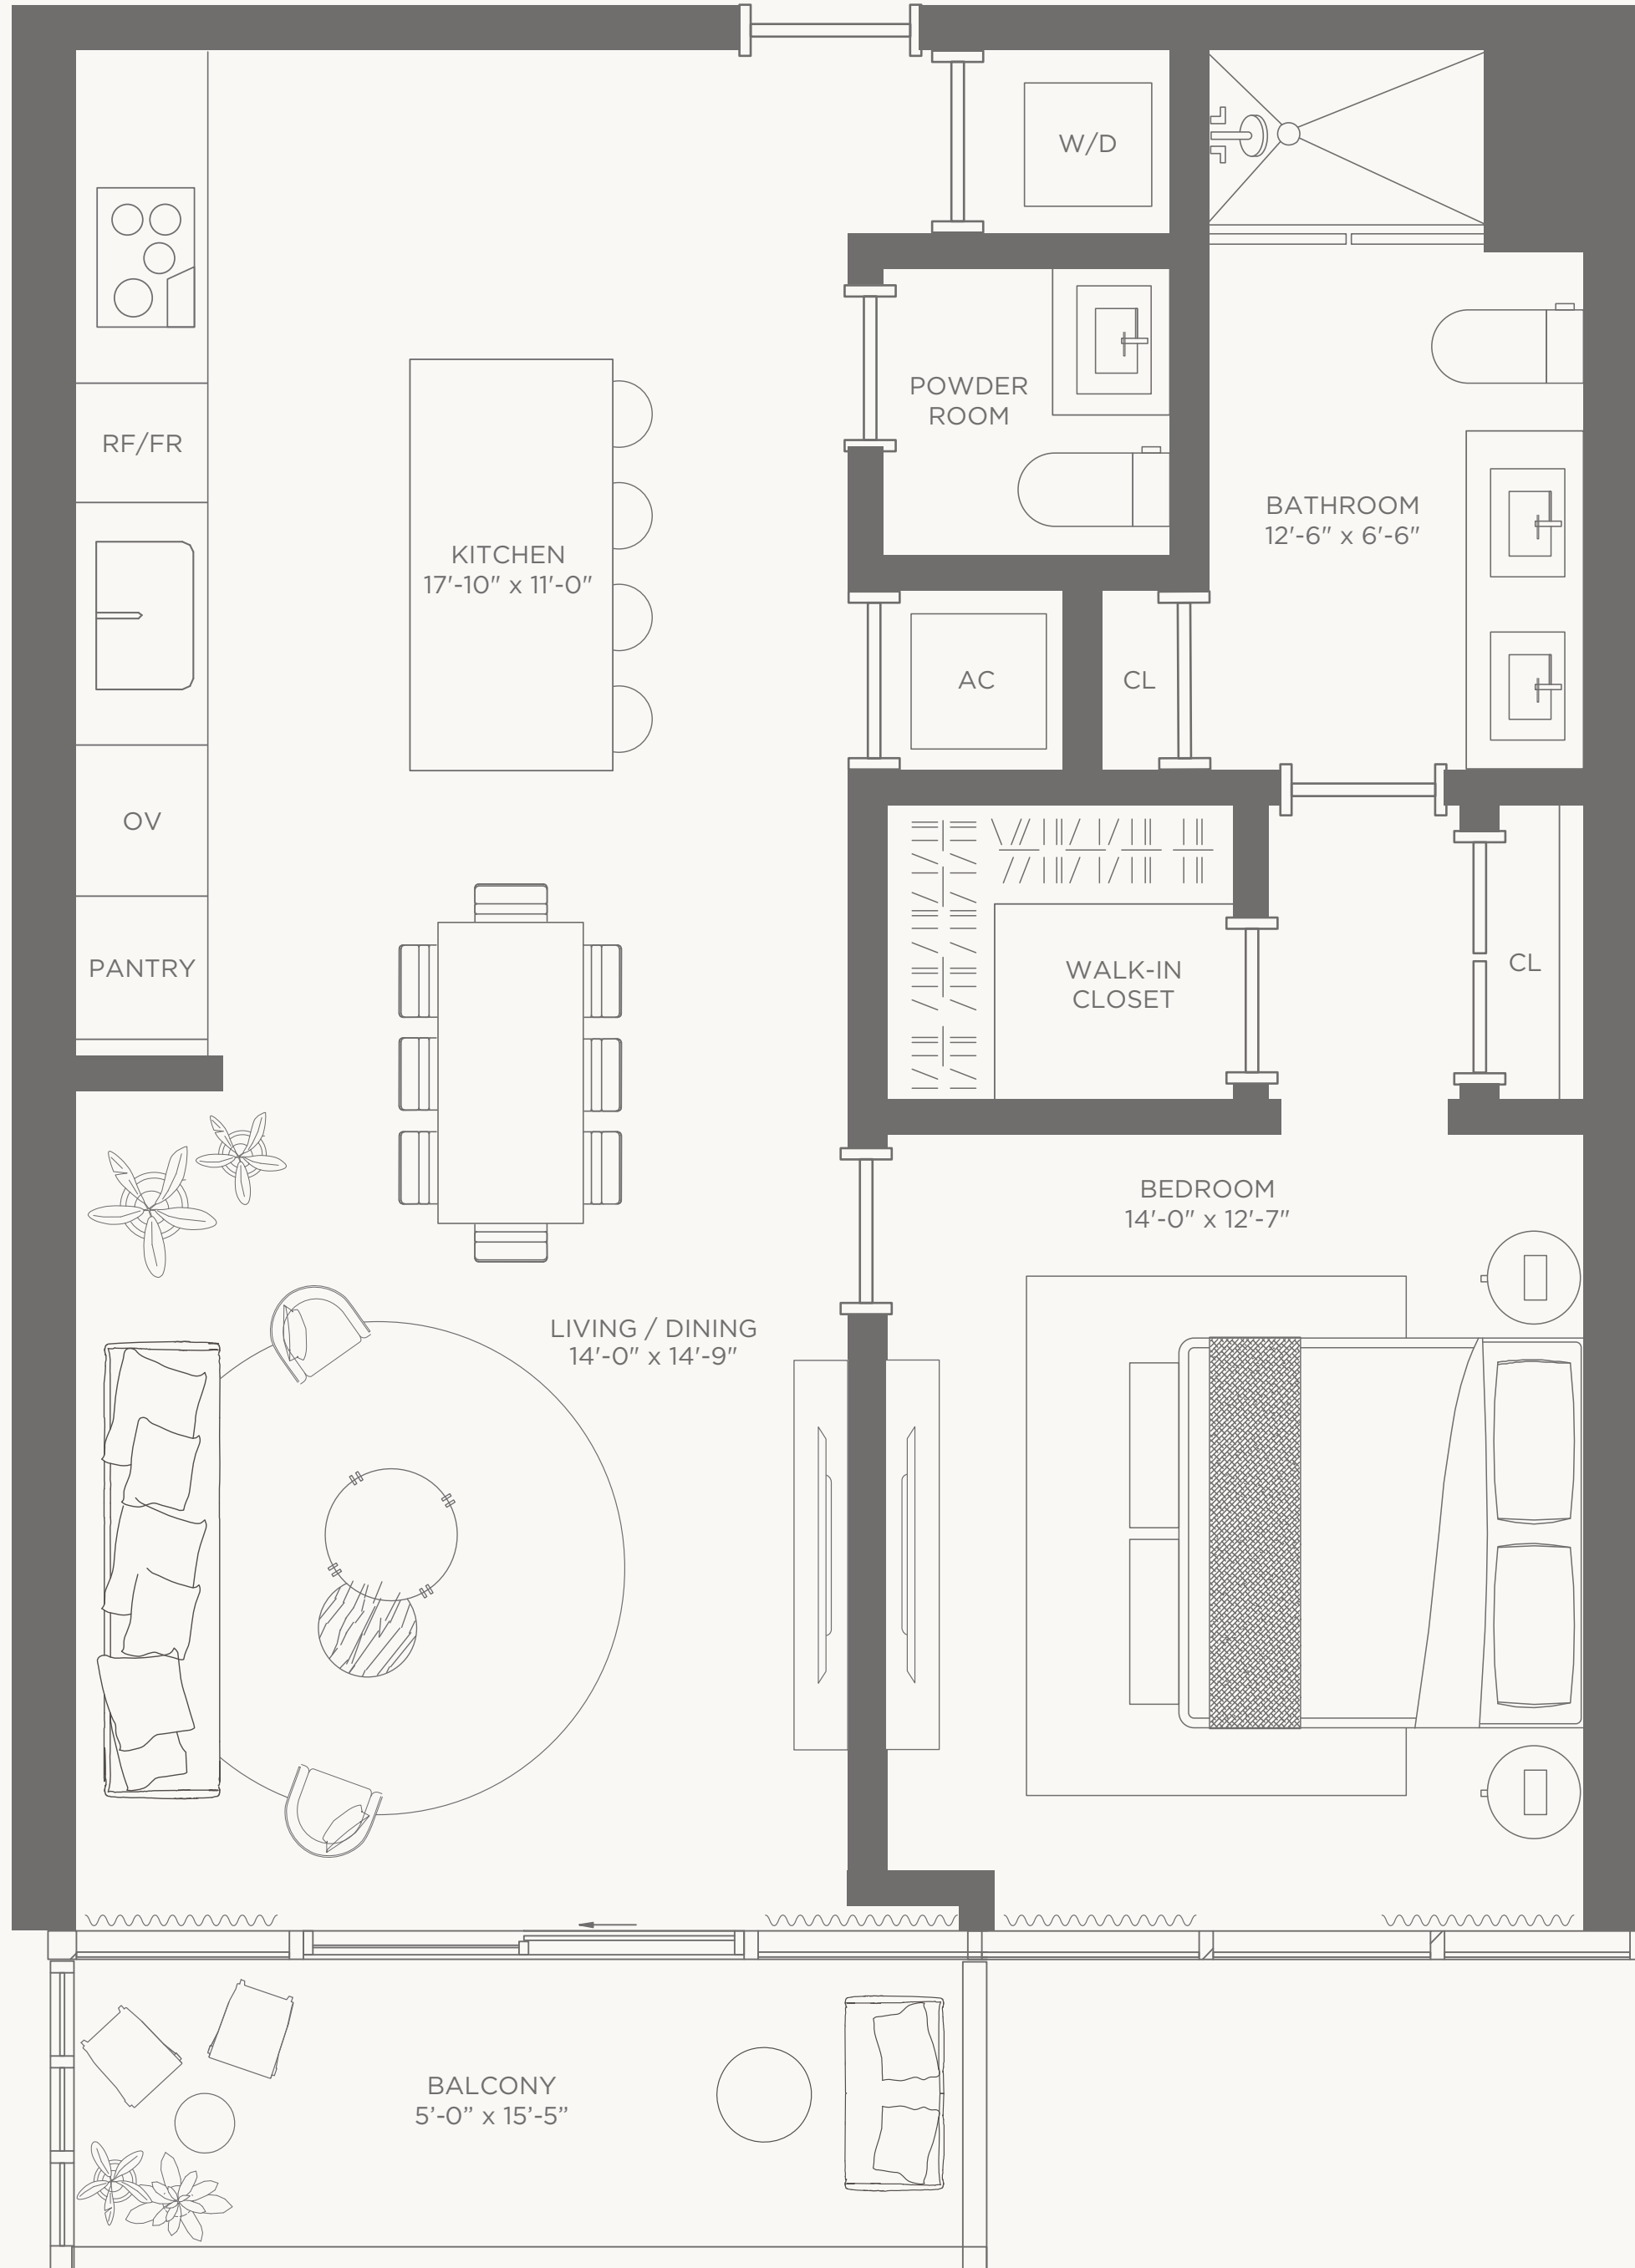 W/D
RF/FR
POWDER
ROOM
BATHROOM
12'-6" x 6'-6"
KITCHEN
17'-10" x 11'-0"
AC
CL
OV
PANTRY
WALK-IN
CLOSET
CL
BEDROOM
14'-0" x 12'-7"
LIVING / DINING
14'-0" x 14'-9"
BALCONY
5’-0” x 15’-5”